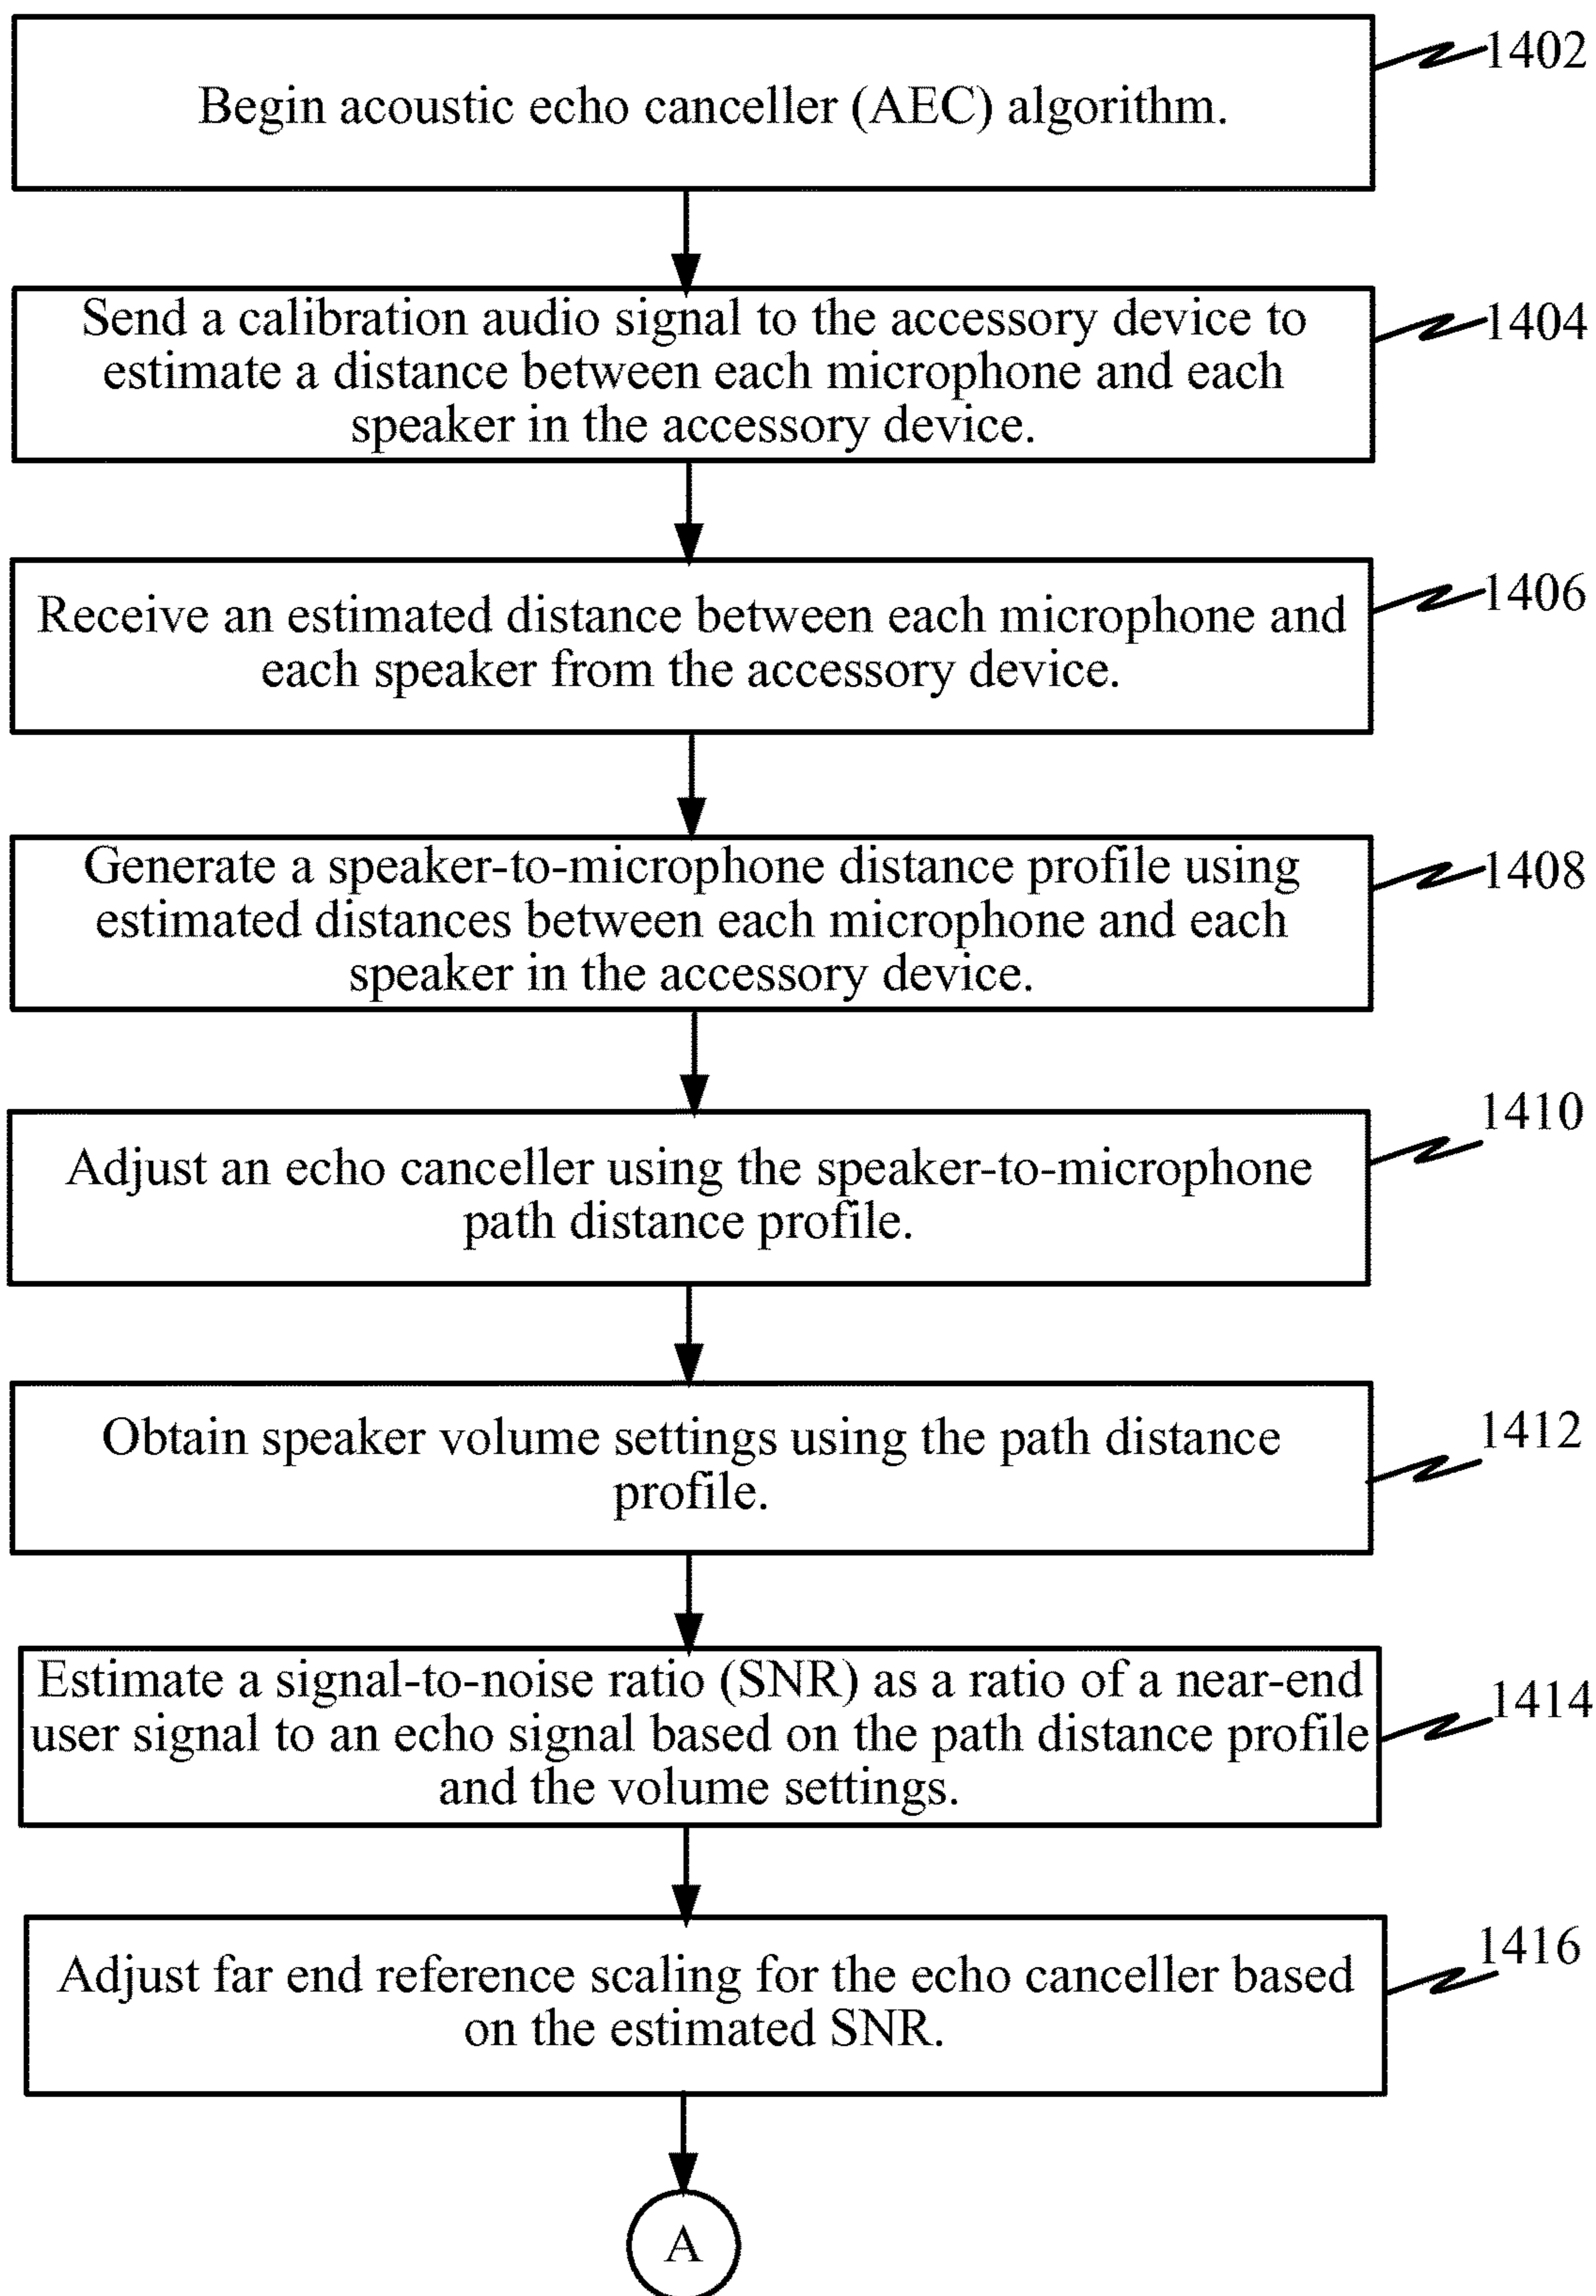 Begin acoustic echo canceller (AEC) algorithm.
1402
Send a calibration audio signal to the accessory device to
estimate a distance between each microphone and each
speaker in the accessory device.
1404
Receive an estimated distance between each microphone and
each speaker from the accessory device.
1406
Generate a speaker-to-microphone distance profile using
estimated distances between each microphone and each
speaker in the accessory device.
1408
Adjust an echo canceller using the speaker-to-microphone
path distance profile.
1410
Obtain speaker volume settings using the path distance
profile.
1412
Estimate a signal-to-noise ratio (SNR) as a ratio of a near-end
user signal to an echo signal based on the path distance profile
and the volume settings.
1414
Adjust far end reference scaling for the echo canceller based
on the estimated SNR.
1416
A